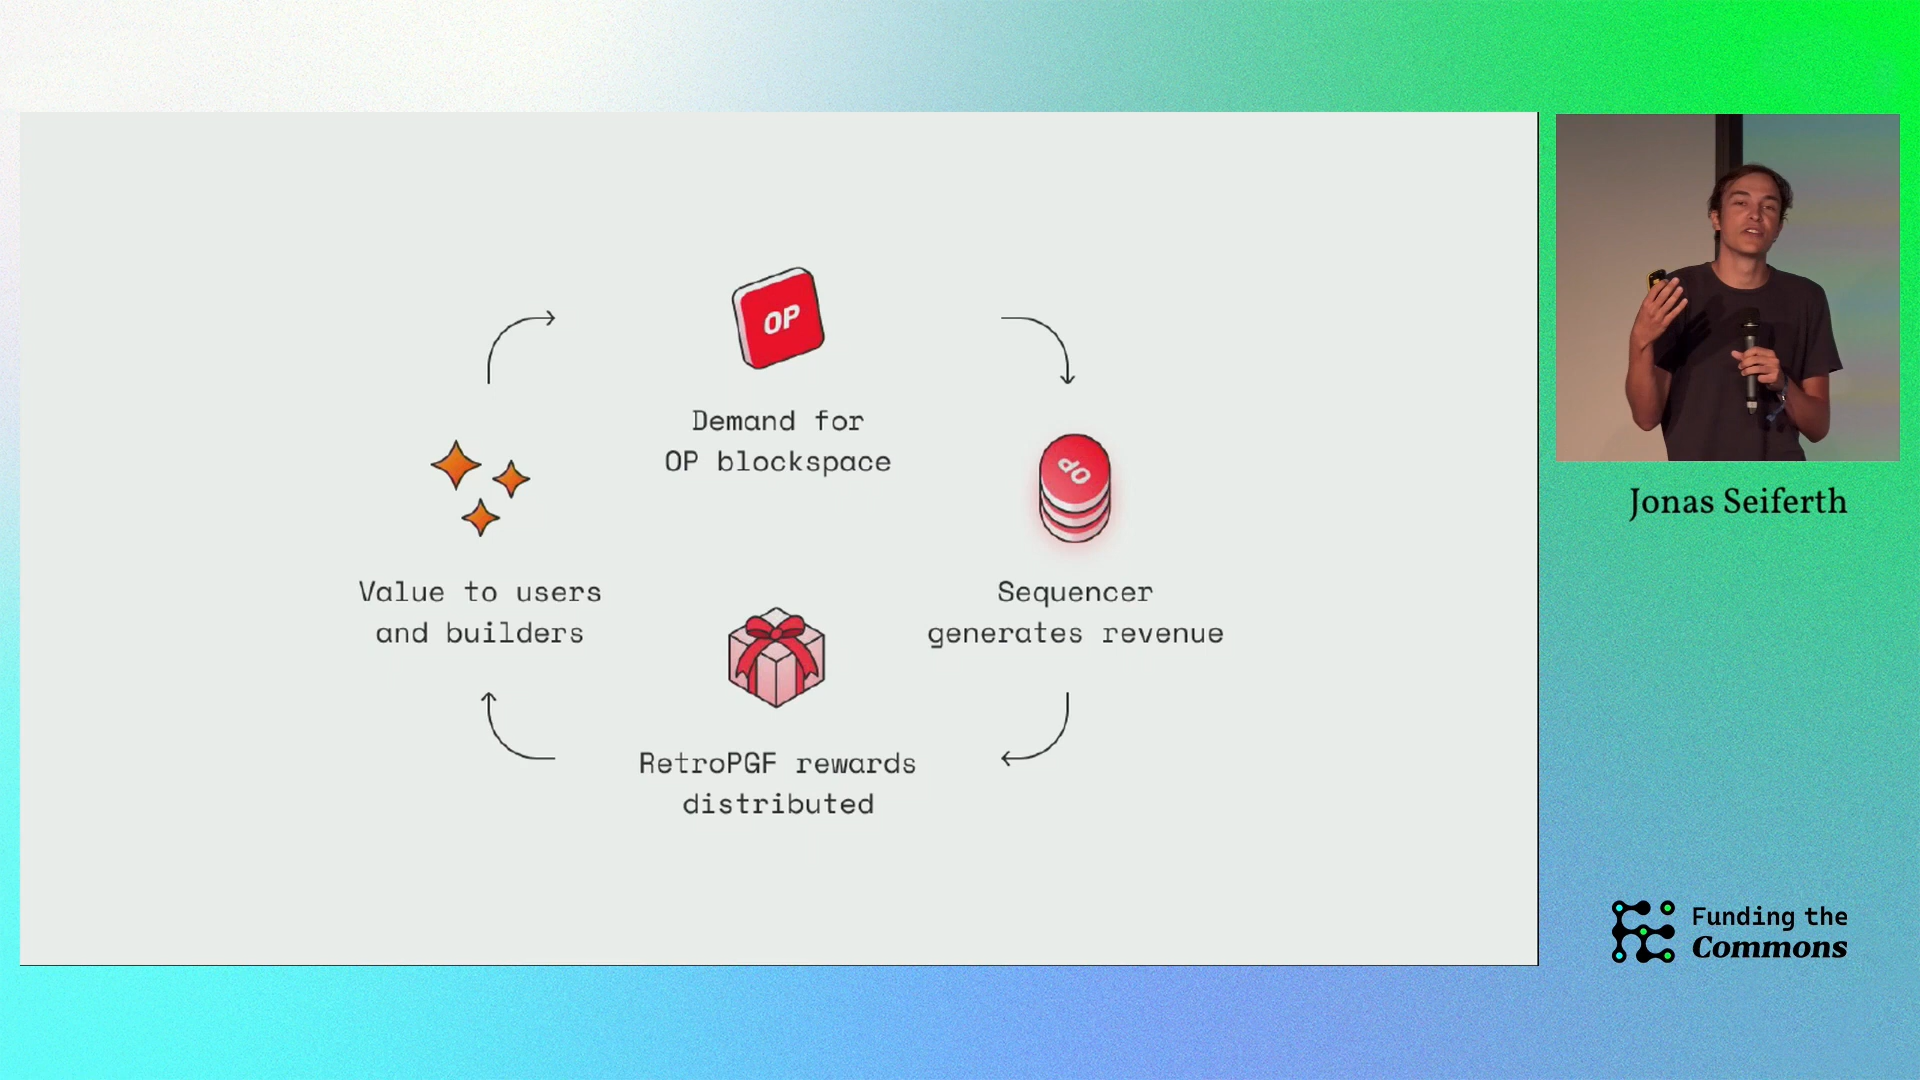 OP
Demand for
OP blockspace
OP
Value to users
and builders
Sequencer
generates revenue
RetroPGF rewards
distributed
Jonas Seiferth
Funding the
Commons